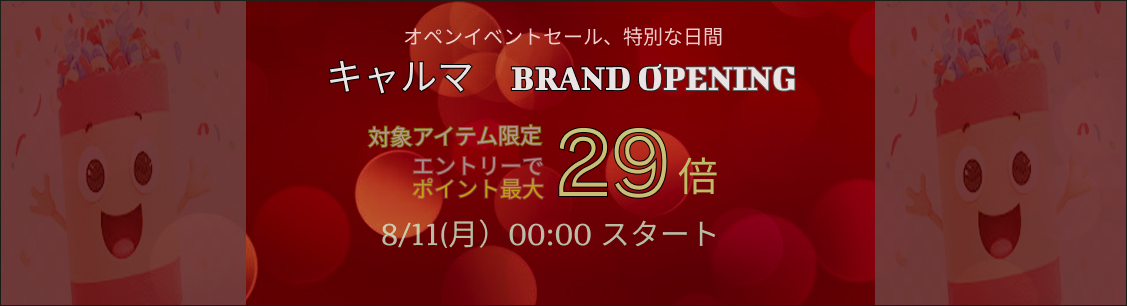 オペンイベントセール、特別な日間
キャルマ BRAND OPENING
対象アイテム限定
エントリーで
ポイント最大
29倍
8/11(月）00:00 スタート